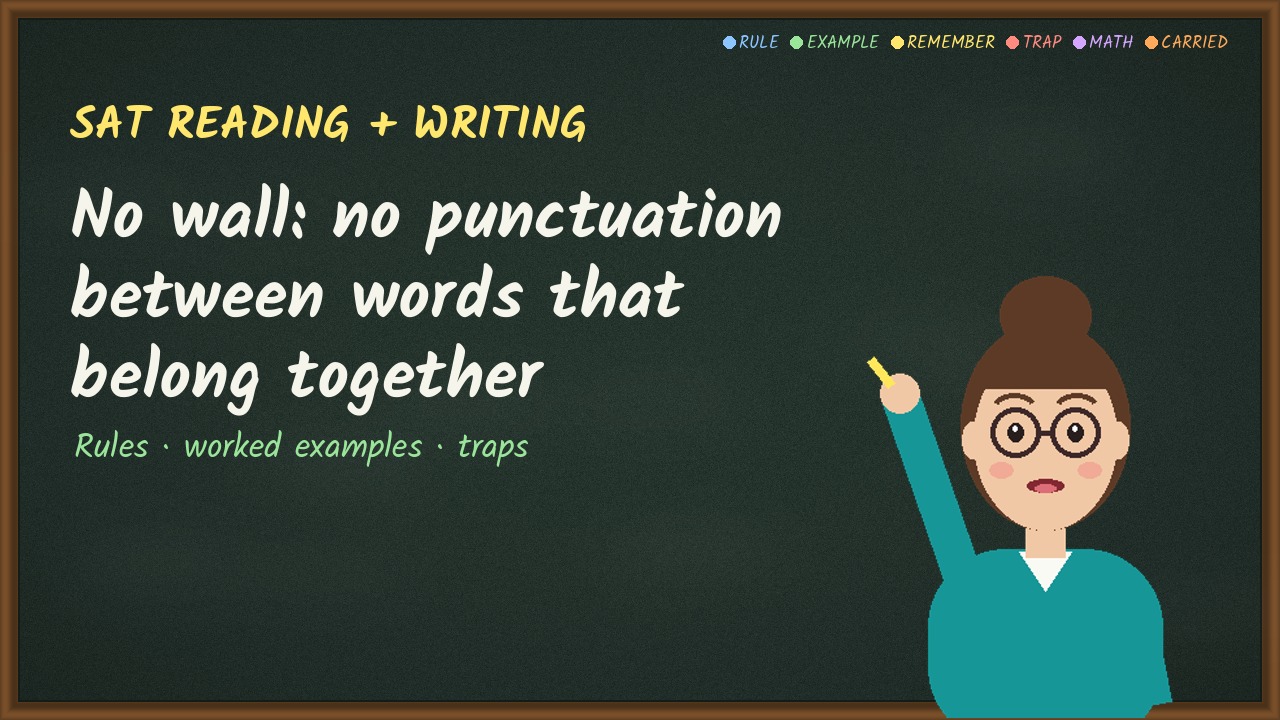 RULE EXAMPLE REMEMBER TRAP MATH CARRIED
SAT READING + WRITING
No wall: no punctuation
between words that
belong together
Rules · worked examples · traps